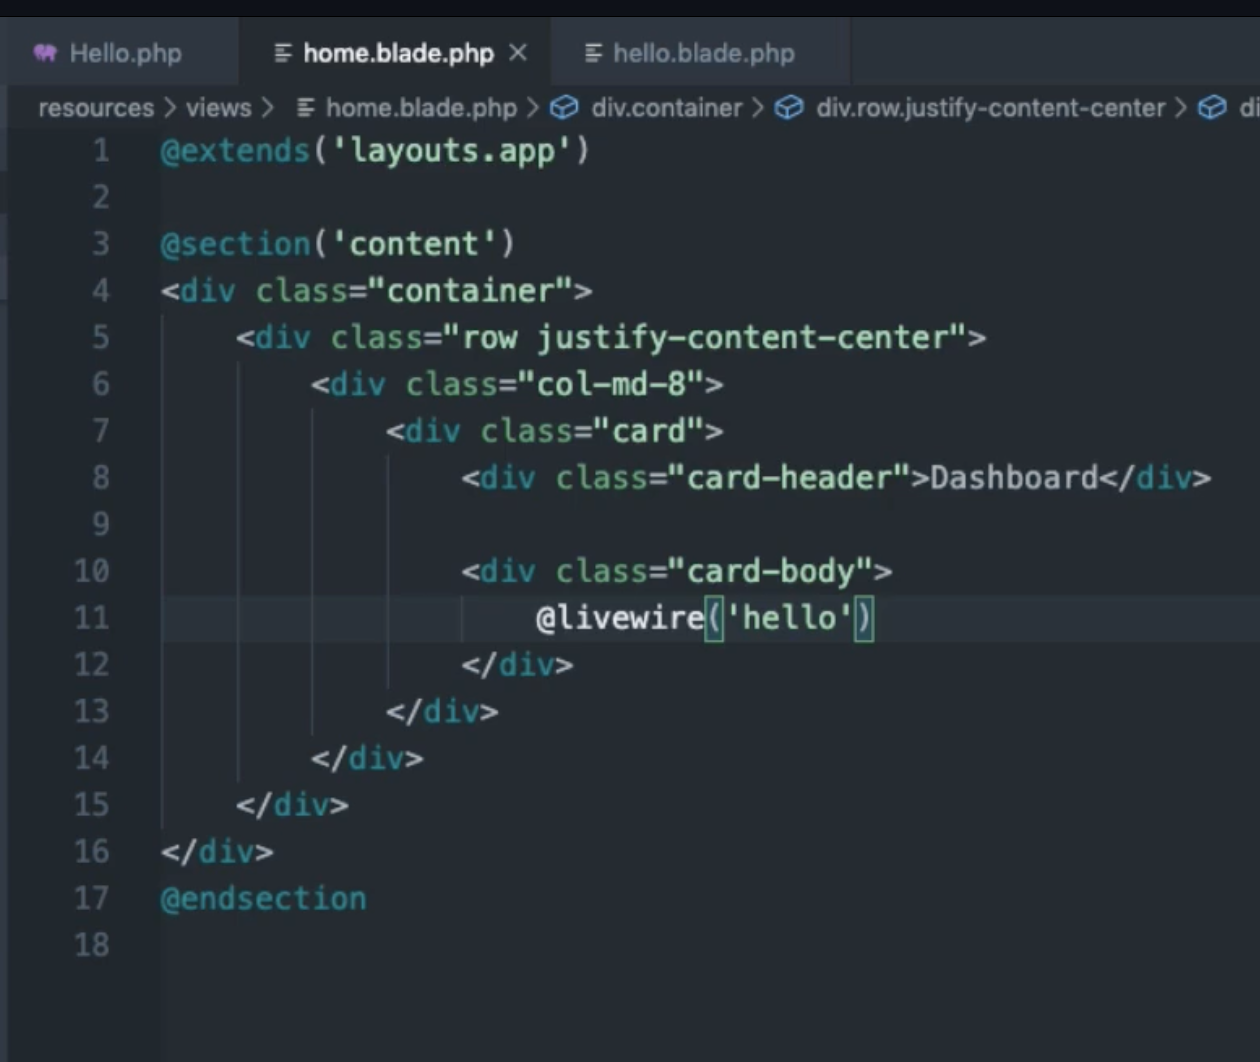 Hello.php home.blade.php hello.blade.php
resources views home.blade.php div.container div.row.justify-content-center
1 @extends('layouts.app')
2
3 @section('content')
4 <div class="container">
5 <div class="row justify-content-center">
6 <div class="col-md-8">
7 <div class="card">
8 <div class="card-header">Dashboard</div>
9
10 <div class="card-body">
11 @livewire('hello')
12 </div>
13 </div>
14 </div>
15 </div>
16 </div>
17 @endsection
18